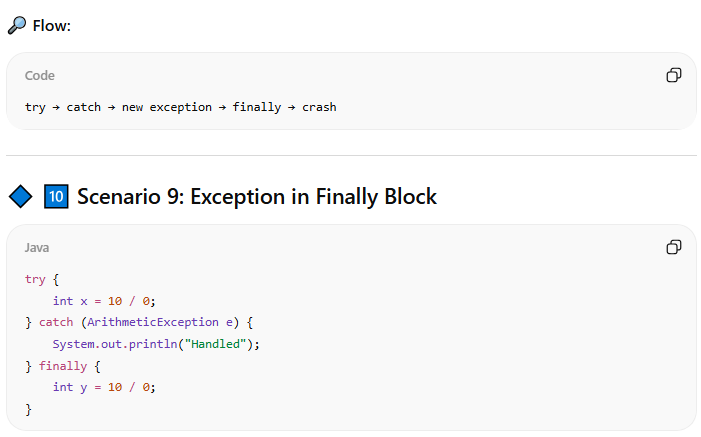 🔎 Flow:
Code
try → catch → new exception → finally → crash
🔷 🔟 Scenario 9: Exception in Finally Block
Java
try {
    int x = 10 / 0;
} catch (ArithmeticException e) {
    System.out.println("Handled");
} finally {
    int y = 10 / 0;
}